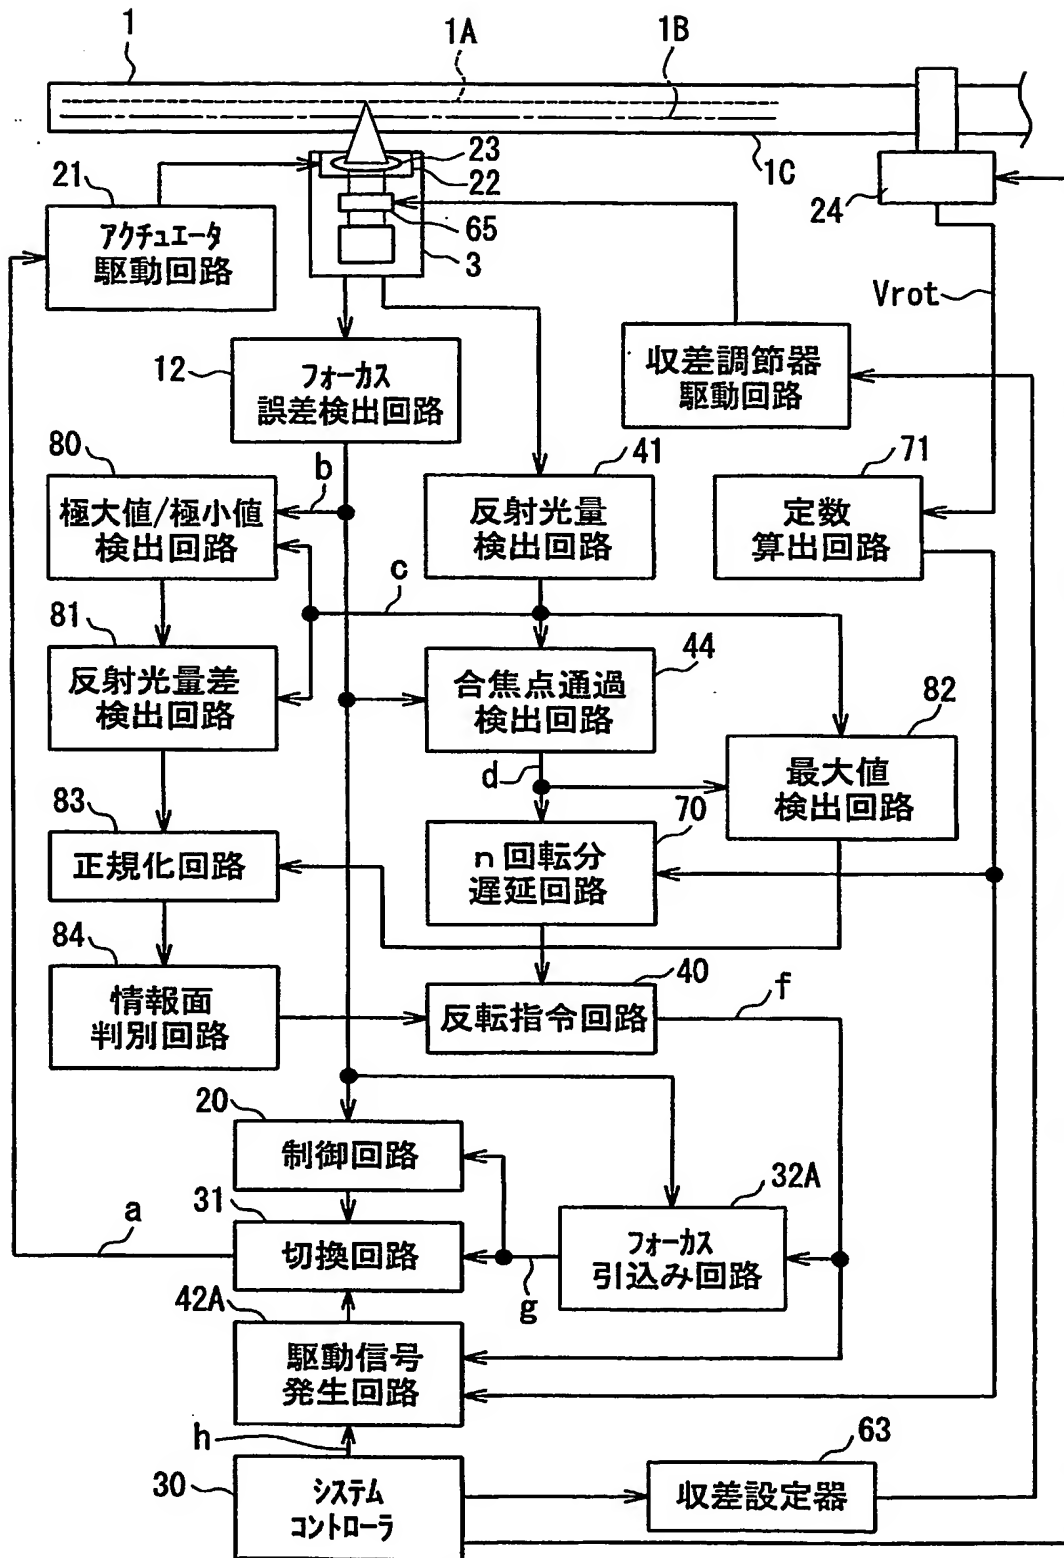 1
1A
1B
23
22
1C
21
24
65
アクチュエータ
駆動回路
3
Vrot
12
フォーカス
誤差検出回路
収差調節器
駆動回路
80
b
41
71
極大値/極小値
検出回路
反射光量
検出回路
定数
算出回路
c
81
44
反射光量差
検出回路
合焦点通過
検出回路
82
d
最大値
検出回路
83
70
正規化回路
n回転分
遅延回路
84
40
f
情報面
判別回路
反転指令回路
20
制御回路
32A
31
a
切換回路
フォーカス
引込み回路
g
42A
駆動信号
発生回路
h
63
30
システム
コントローラ
収差設定器